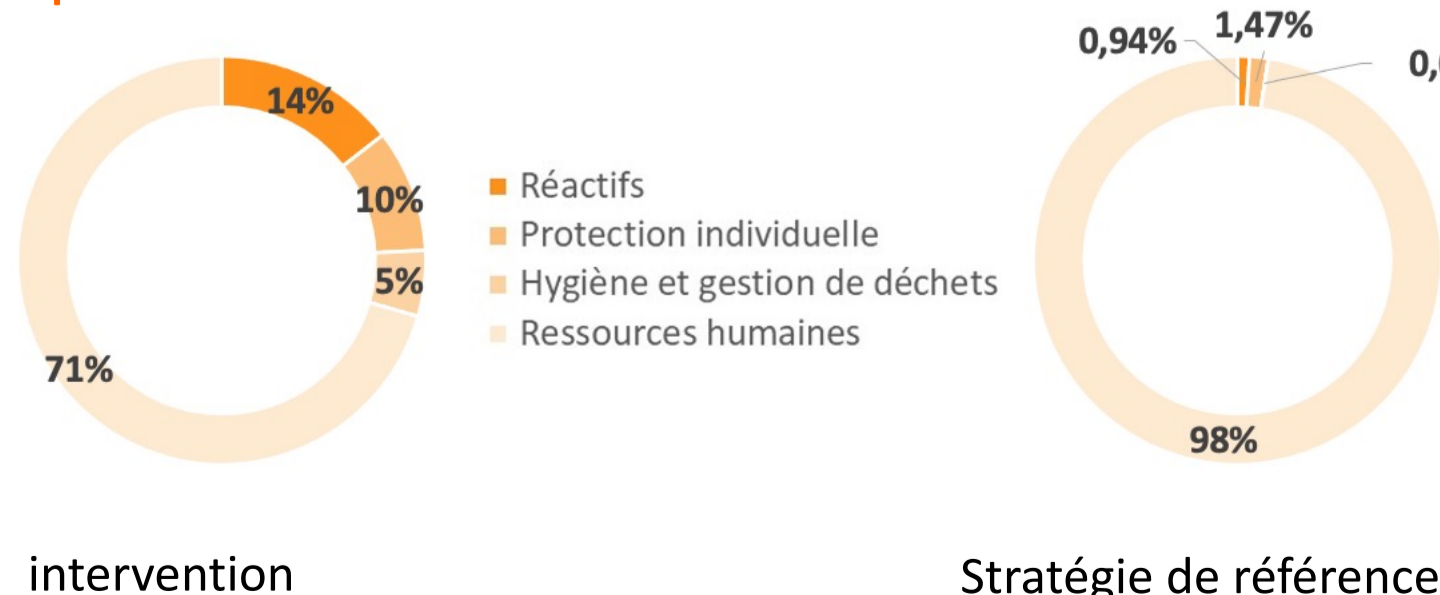 0,94%
1,47%
14%
10%
5%
71%
Réactifs
Protection individuelle
Hygiène et gestion de déchets
Ressources humaines
98%
intervention
Stratégie de référence